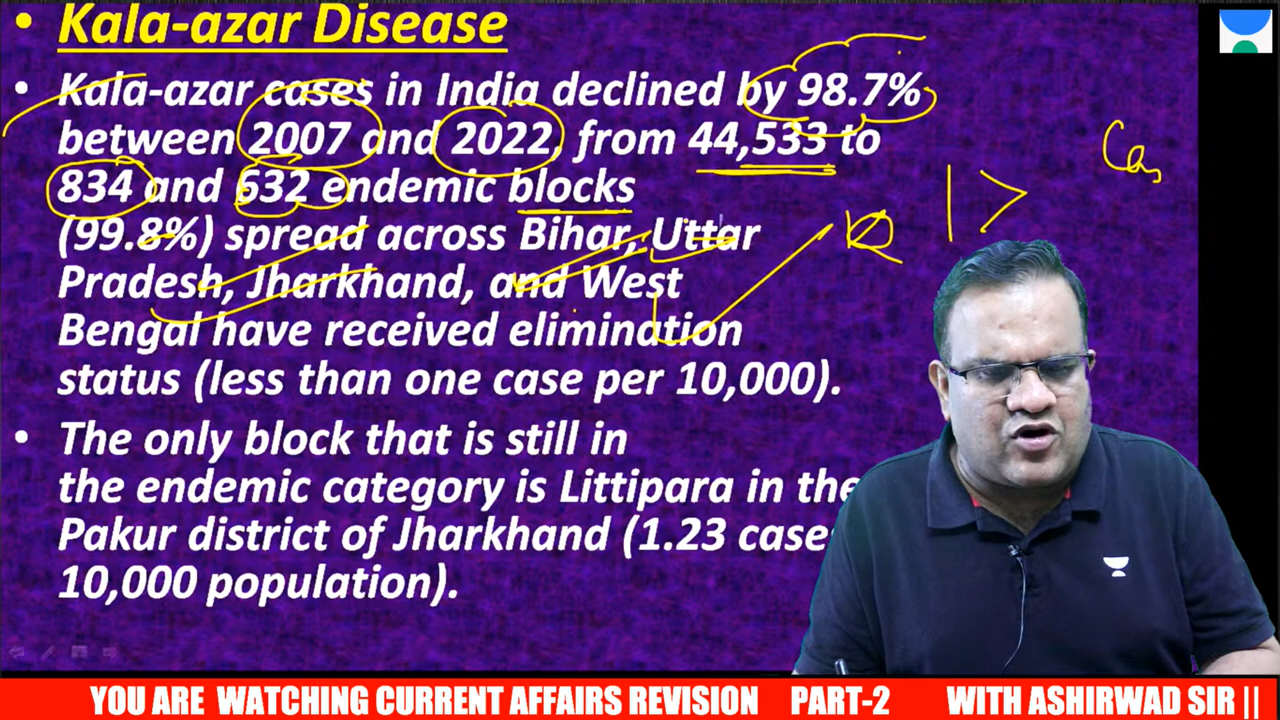 • Kala-azar Disease
• Kala-azar cases in India declined by 98.7%
between 2007 and 2022, from 44,533 to
834 and 632 endemic blocks
(99.8%) spread across Bihar, Uttar
Pradesh, Jharkhand, and West
Bengal have received elimination
status (less than one case per 10,000).
• The only block that is still in
the endemic category is Littipara in the
Pakur district of Jharkhand (1.23 case
10,000 population).
1 >
YOU ARE WATCHING CURRENT AFFAIRS REVISION PART-2 WITH ASHIRWAD SIR ||